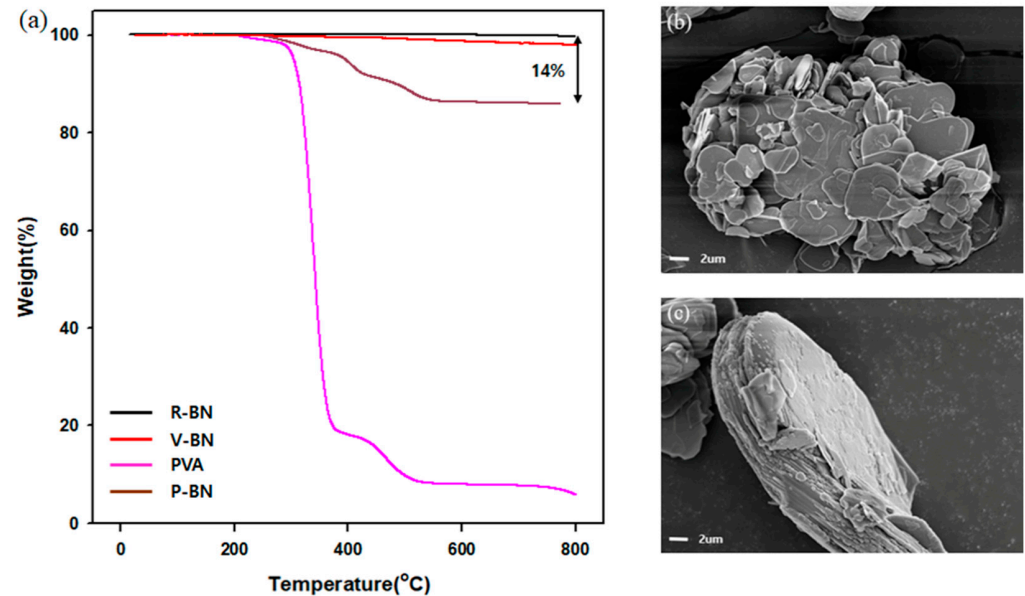 (a)
100
80
60
40
20
0
Weight(%)
14%
R-BN
V-BN
PVA
P-BN
0 200 400 600 800
Temperature(°C)
(b)
2um
(c)
2um